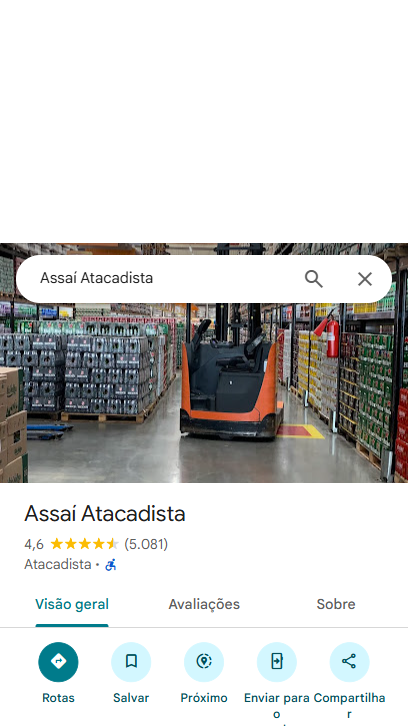 Assaí Atacadista
Assaí Atacadista
4,6 (5.081)
Atacadista ·
Visão geral Avaliações Sobre
Rotas Salvar Próximo Enviar para o Compartilhar